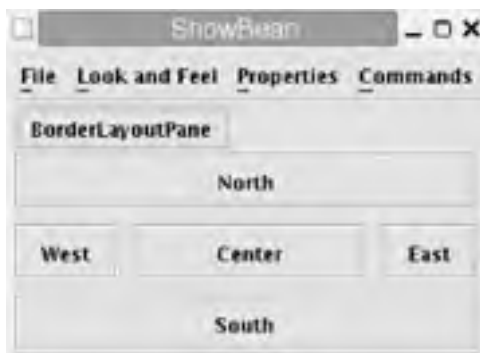 ShowBean
File Look and Feel Properties Commands
BorderLayoutPane
North
West Center East
South